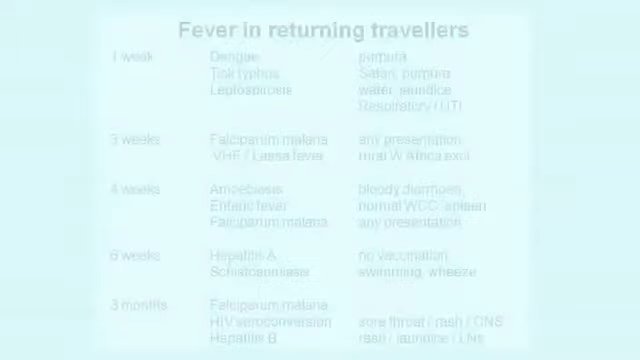 Fever in returning travellers
1 week Dengue purpura
Tick typhus Safari, purpura
Leptospirosis water, jaundice
Respiratory / UTI
3 weeks Falciparum malaria any presentation
VHF / Lassa fever rural W Africa excl
4 weeks Amoebiasis bloody diarrhoea,
Enteric fever normal WCC, spleen
Falciparum malaria any presentation
6 weeks Hepatitis A no vaccination
Schistosomiasis swimming, wheeze
3 months Falciparum malaria
HIV seroconversion sore throat / rash / CNS
Hepatitis B rash / jaundice / LNs